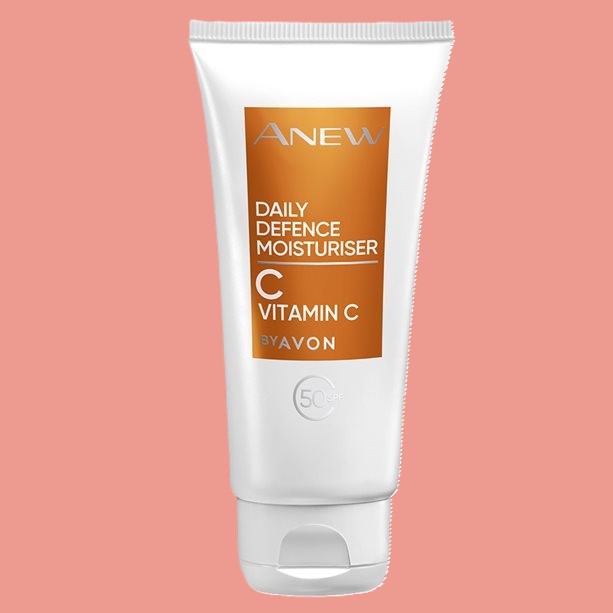 ANEW
DAILY
DEFENCE
MOISTURISER
C
VITAMIN C
BY AVON
50 SPF